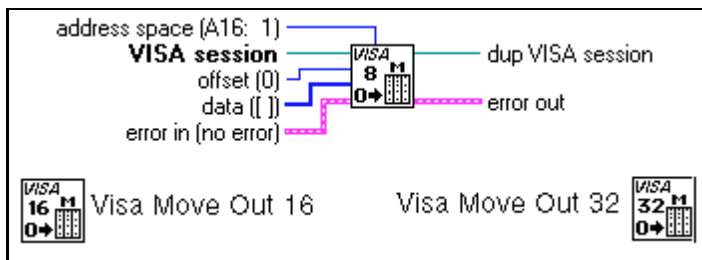 address space (A16: 1)
VISA session
offset (0)
data ([ ])
error in (no error)
VISA
8 M
0→
dup VISA session
error out
VISA
16 M
0→
Visa Move Out 16
Visa Move Out 32
VISA
32 M
0→